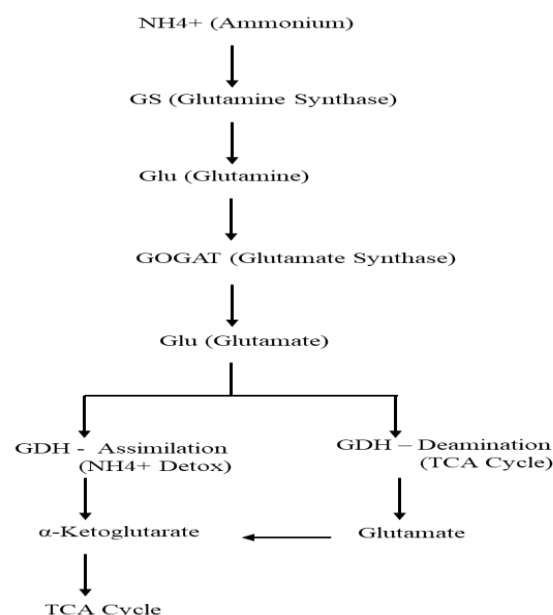 NH4+ (Ammonium)
GS (Glutamine Synthase)
Glu (Glutamine)
GOGAT (Glutamate Synthase)
Glu (Glutamate)
GDH - Assimilation
(NH4+ Detox)
GDH – Deamination
(TCA Cycle)
α-Ketoglutarate
Glutamate
TCA Cycle